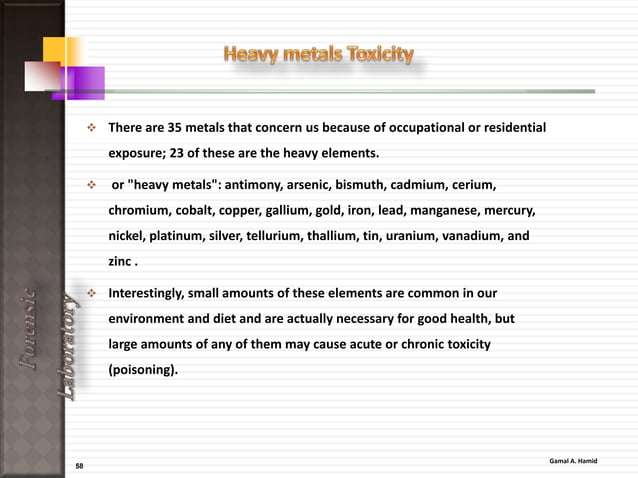 Heavy metals Toxicity
There are 35 metals that concern us because of occupational or residential
exposure; 23 of these are the heavy elements.
or "heavy metals": antimony, arsenic, bismuth, cadmium, cerium,
chromium, cobalt, copper, gallium, gold, iron, lead, manganese, mercury,
nickel, platinum, silver, tellurium, thallium, tin, uranium, vanadium, and
zinc .
Interestingly, small amounts of these elements are common in our
environment and diet and are actually necessary for good health, but
large amounts of any of them may cause acute or chronic toxicity
(poisoning).
Forensic
Laboratory
58
Gamal A. Hamid